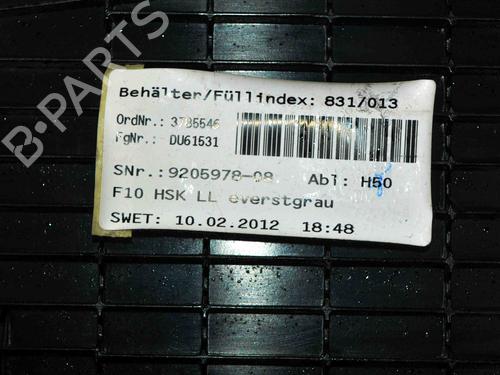 B-PARTS
Behälter/Füllindex: 831/013
OrdNr.: 3785546
FgNr.: DU61531
SNr.:9205978-08 Abl: H50
F10 HSK LL everstgrau
SWET: 10.02.2012 18:48